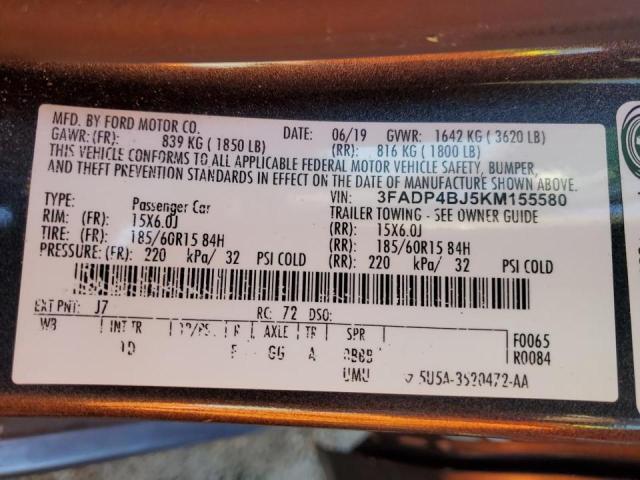 MFD. BY FORD MOTOR CO. DATE: 06/19 GVWR: 1642 KG ( 3620 LB)
GAWR: (FR): 839 KG ( 1850 LB) (RR): 816 KG ( 1800 LB)
THIS VEHICLE CONFORMS TO ALL APPLICABLE FEDERAL MOTOR VEHICLE SAFETY, BUMPER,
AND THEFT PREVENTION STANDARDS IN EFFECT ON THE DATE OF MANUFACTURE SHOWN ABOVE.
VIN: 3FADP4BJ5KM155580
TYPE: Passenger Car TRAILER TOWING - SEE OWNER GUIDE
RIM: (FR): 15X6.0J (RR): 15X6.0J
TIRE: (FR): 185/60R15 84H (RR): 185/60R15 84H
PRESSURE: (FR): 220 kPa/ 32 PSI COLD (RR): 220 kPa/ 32 PSI COLD
EXT PNT: J7 RC: 72 DSO:
WB INT TR R AXLE TR SPR F0065
F GG A R0084
UMU